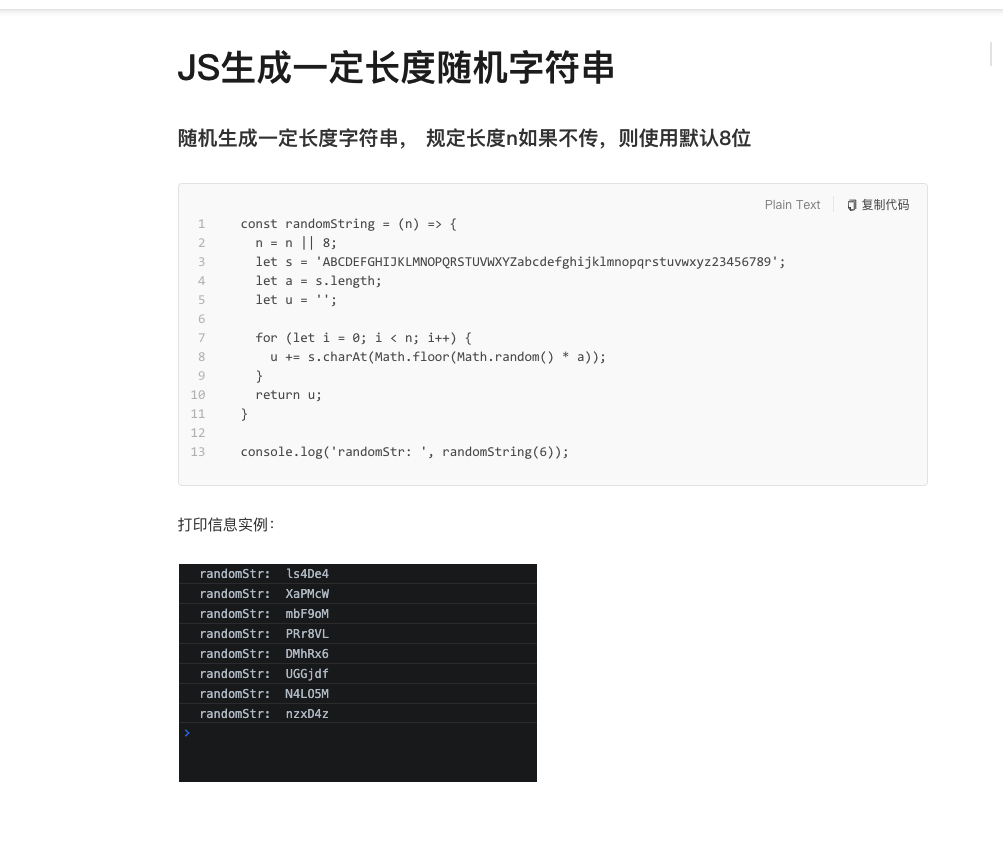 JS生成一定长度随机字符串
随机生成一定长度字符串， 规定长度n如果不传，则使用默认8位
Plain Text 复制代码
1 const randomString = (n) => {
2   n = n || 8;
3   let s = 'ABCDEFGHIJKLMNOPQRSTUVWXYZabcdefghijklmnopqrstuvwxyz23456789';
4   let a = s.length;
5   let u = '';
6
7   for (let i = 0; i < n; i++) {
8     u += s.charAt(Math.floor(Math.random() * a));
9   }
10   return u;
11 }
12
13 console.log('randomStr: ', randomString(6));
打印信息实例：
randomStr:  ls4De4
randomStr:  XaPMcW
randomStr:  mbF9oM
randomStr:  PRr8VL
randomStr:  DMhRx6
randomStr:  UGGjdf
randomStr:  N4LO5M
randomStr:  nzxD4z
>